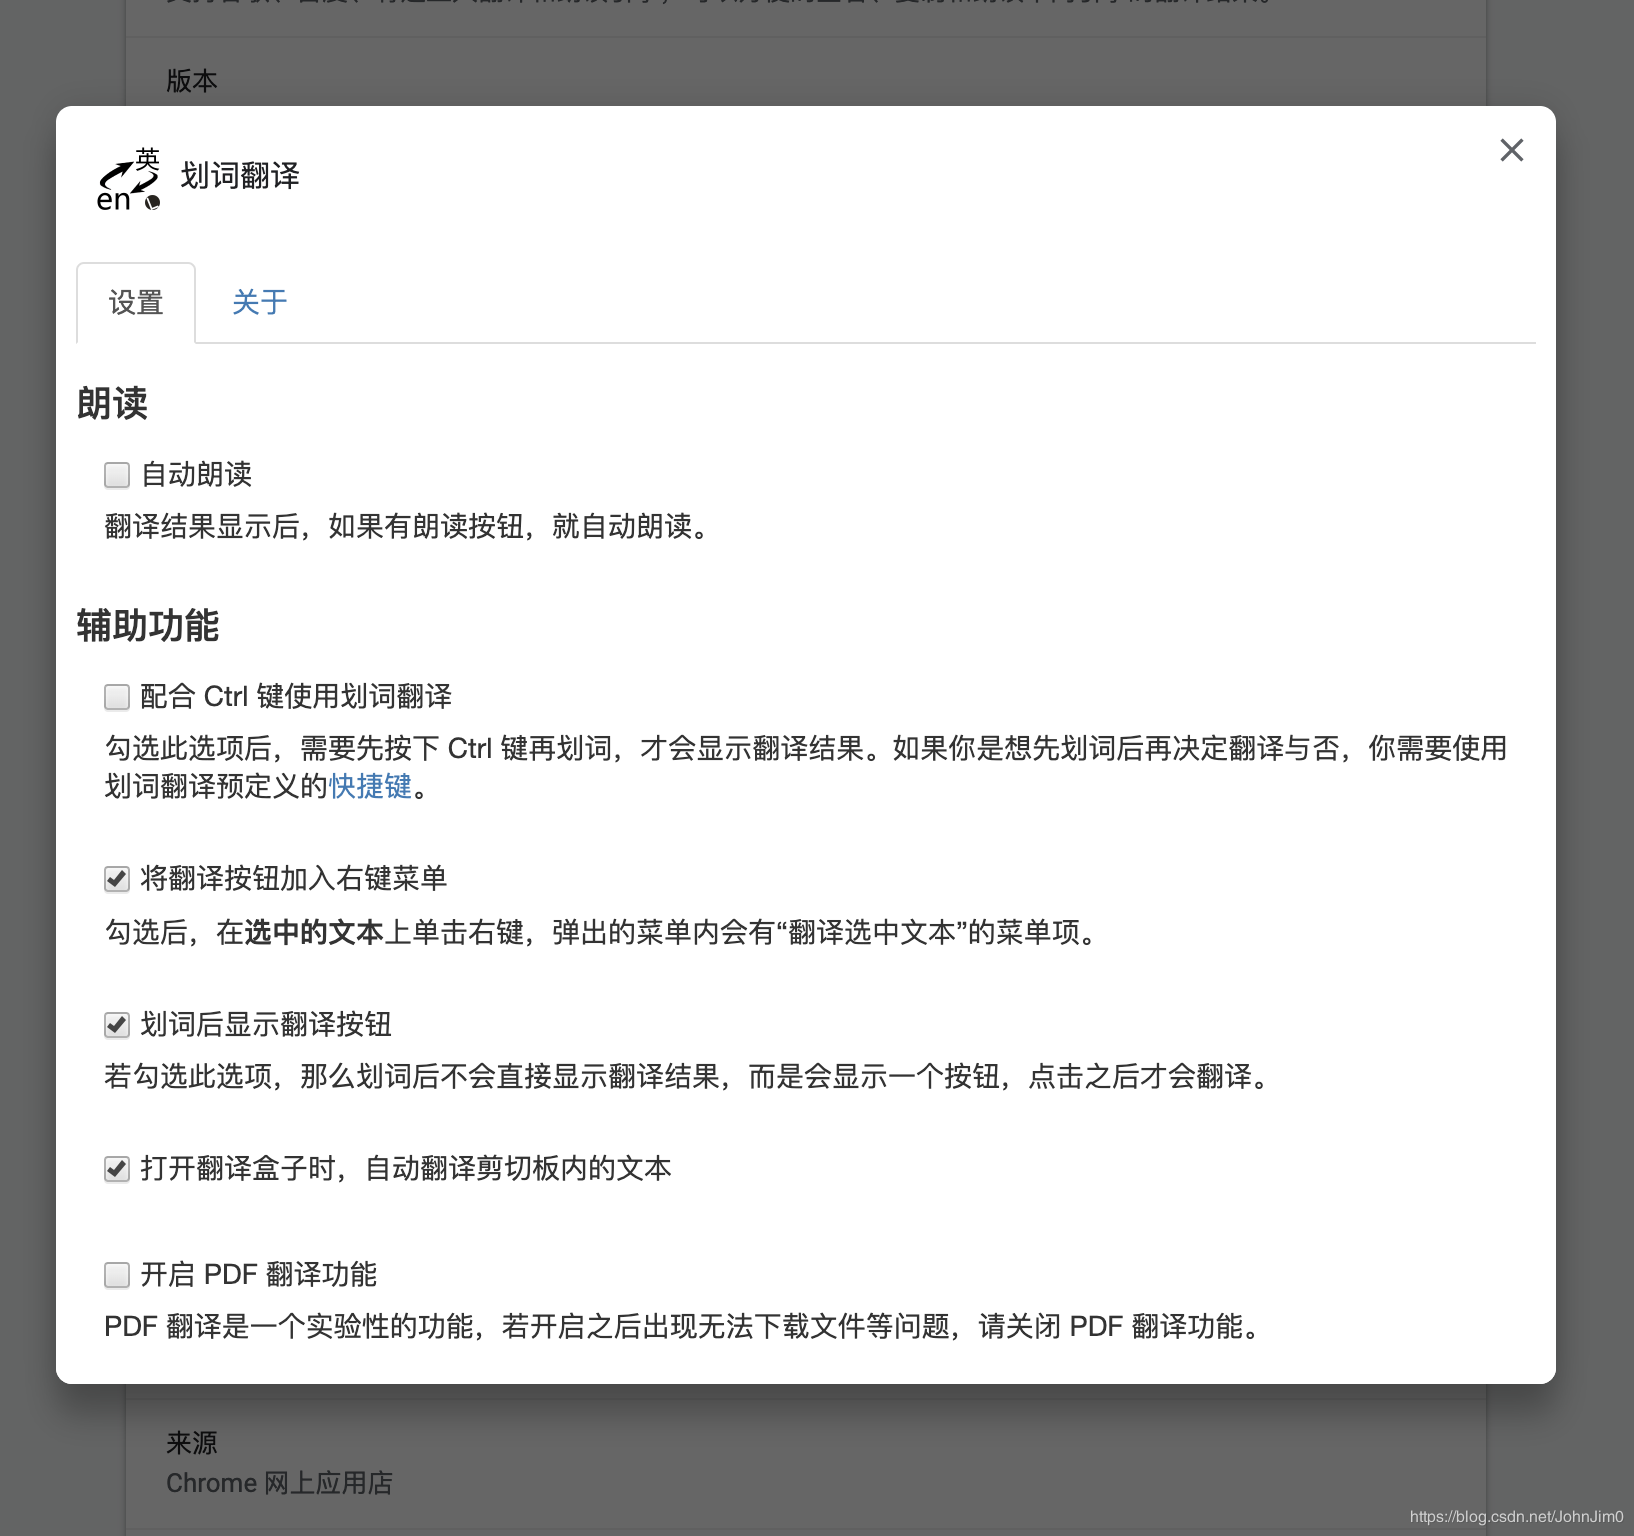 版本
英
en
划词翻译
设置
关于
朗读
自动朗读
翻译结果显示后，如果有朗读按钮，就自动朗读。
辅助功能
配合 Ctrl 键使用划词翻译
勾选此选项后，需要先按下 Ctrl 键再划词，才会显示翻译结果。如果你是想先划词后再决定翻译与否，你需要使用
划词翻译预定义的快捷键。
将翻译按钮加入右键菜单
勾选后，在选中的文本上单击右键，弹出的菜单内会有“翻译选中文本”的菜单项。
划词后显示翻译按钮
若勾选此选项，那么划词后不会直接显示翻译结果，而是会显示一个按钮，点击之后才会翻译。
打开翻译盒子时，自动翻译剪切板内的文本
开启 PDF 翻译功能
PDF 翻译是一个实验性的功能，若开启之后出现无法下载文件等问题，请关闭 PDF 翻译功能。
来源
Chrome 网上应用店
https://blog.csdn.net/JohnJim0